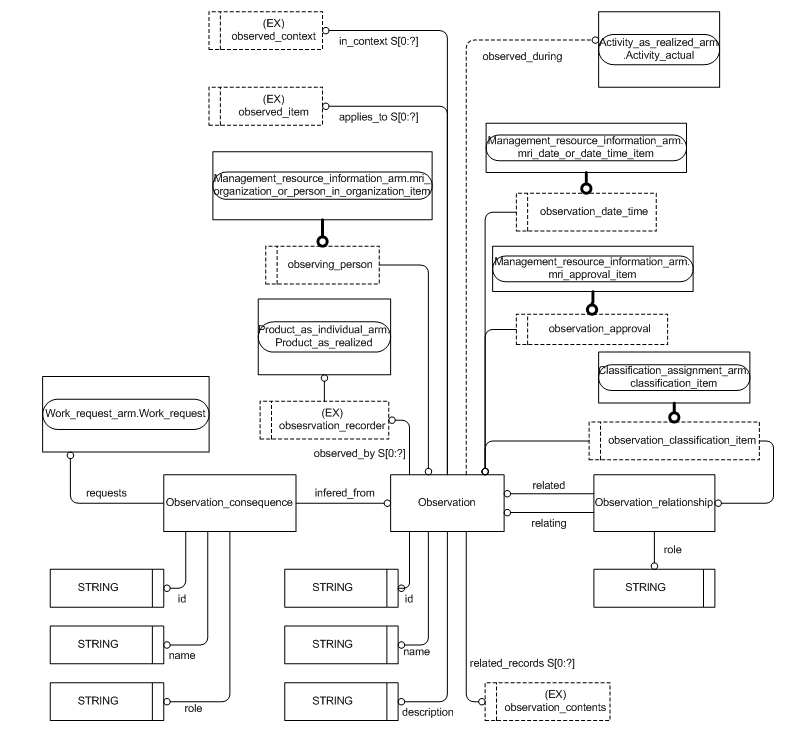 (EX)
observed_context
in_context S[0:?]
observed_during
Activity_as_realized_arm
.Activity_actual
(EX)
observed_item
applies_to S[0:?]
Management_resource_information_arm.
mri_date_or_date_time_item
Management_resource_information_arm.mri_
organization_or_person_in_organization_item
observation_date_time
observing_person
Management_resource_information_arm.
mri_approval_item
Product_as_individual_arm.
Product_as_realized
observation_approval
Classification_assignment_arm.
classification_item
Work_request_arm.Work_request
(EX)
obsesrvation_recorder
observed_by S[0:?]
observation_classification_item
requests
Observation_consequence
infered_from
Observation
related
relating
Observation_relationship
role
STRING
id
STRING
id
STRING
STRING
name
STRING
name
related_records S[0:?]
STRING
role
STRING
description
(EX)
observation_contents